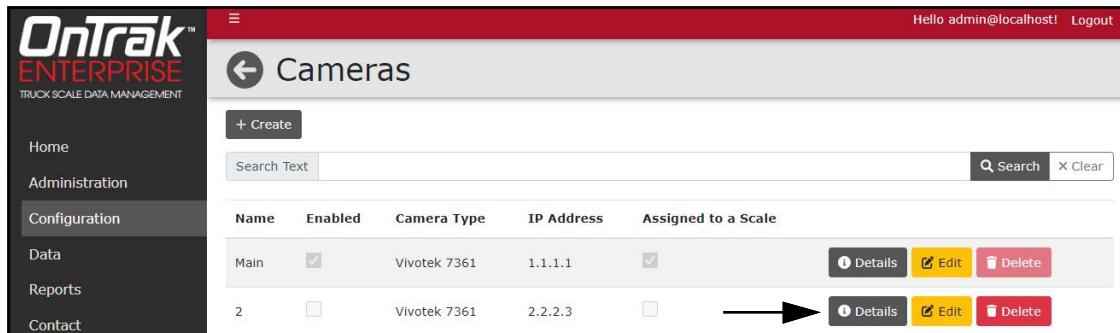 OnTrak™
ENTERPRISE
TRUCK SCALE DATA MANAGEMENT
Home
Administration
Configuration
Data
Reports
Contact
Hello admin@localhost! Logout
Cameras
+ Create
Search Text Search × Clear
Name Enabled Camera Type IP Address Assigned to a Scale
Main Vivotek 7361 1.1.1.1 Details Edit Delete
2 Vivotek 7361 2.2.2.3 Details Edit Delete